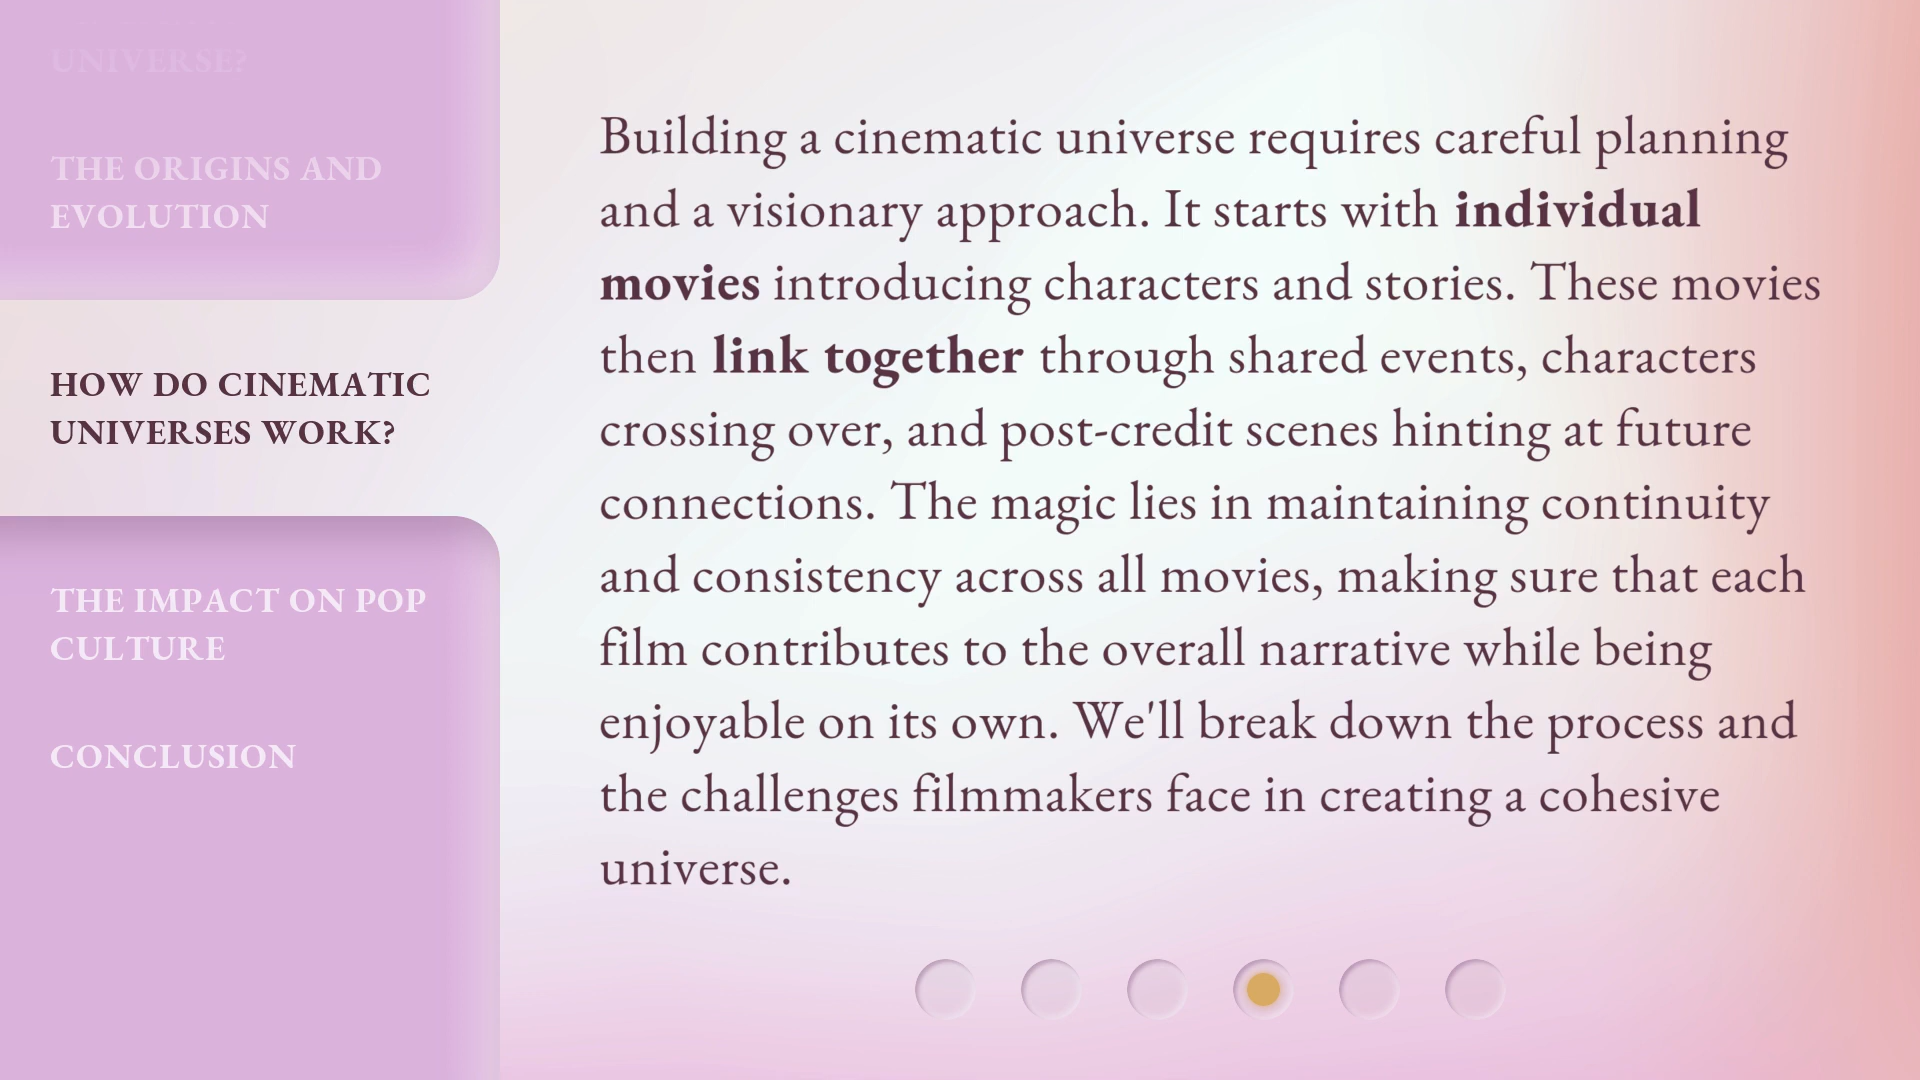 UNIVERSE?
THE ORIGINS AND
EVOLUTION
HOW DO CINEMATIC
UNIVERSES WORK?
THE IMPACT ON POP
CULTURE
CONCLUSION
Building a cinematic universe requires careful planning
and a visionary approach. It starts with individual
movies introducing characters and stories. These movies
then link together through shared events, characters
crossing over, and post-credit scenes hinting at future
connections. The magic lies in maintaining continuity
and consistency across all movies, making sure that each
film contributes to the overall narrative while being
enjoyable on its own. We'll break down the process and
the challenges filmmakers face in creating a cohesive
universe.